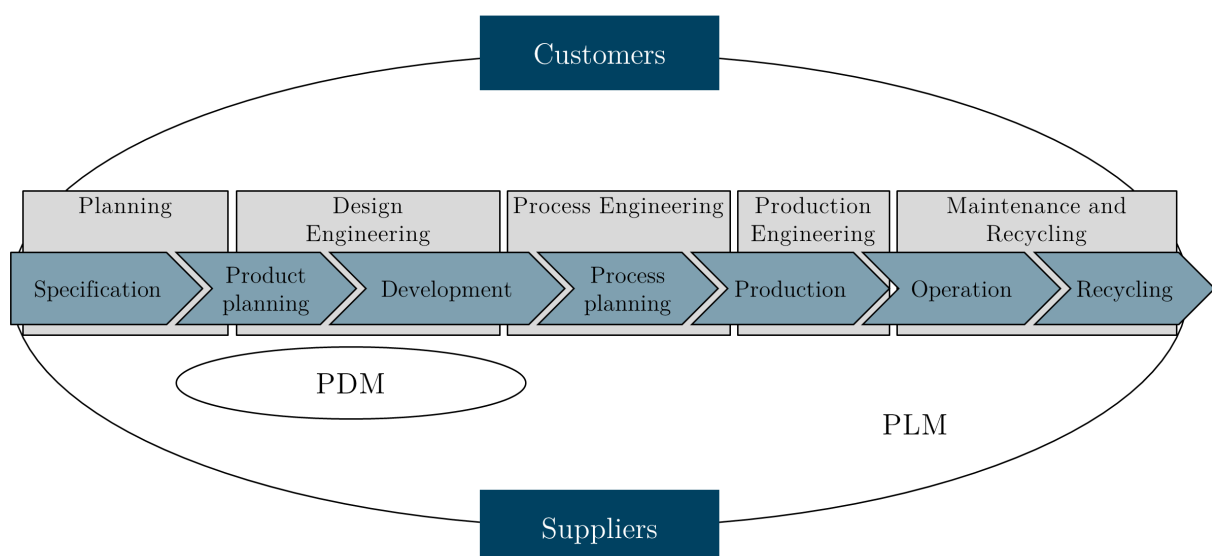 Customers
Planning
Design
Engineering
Process Engineering
Production
Engineering
Maintenance and
Recycling
Specification
Product
planning
Development
Process
planning
Production
Operation
Recycling
PDM
PLM
Suppliers